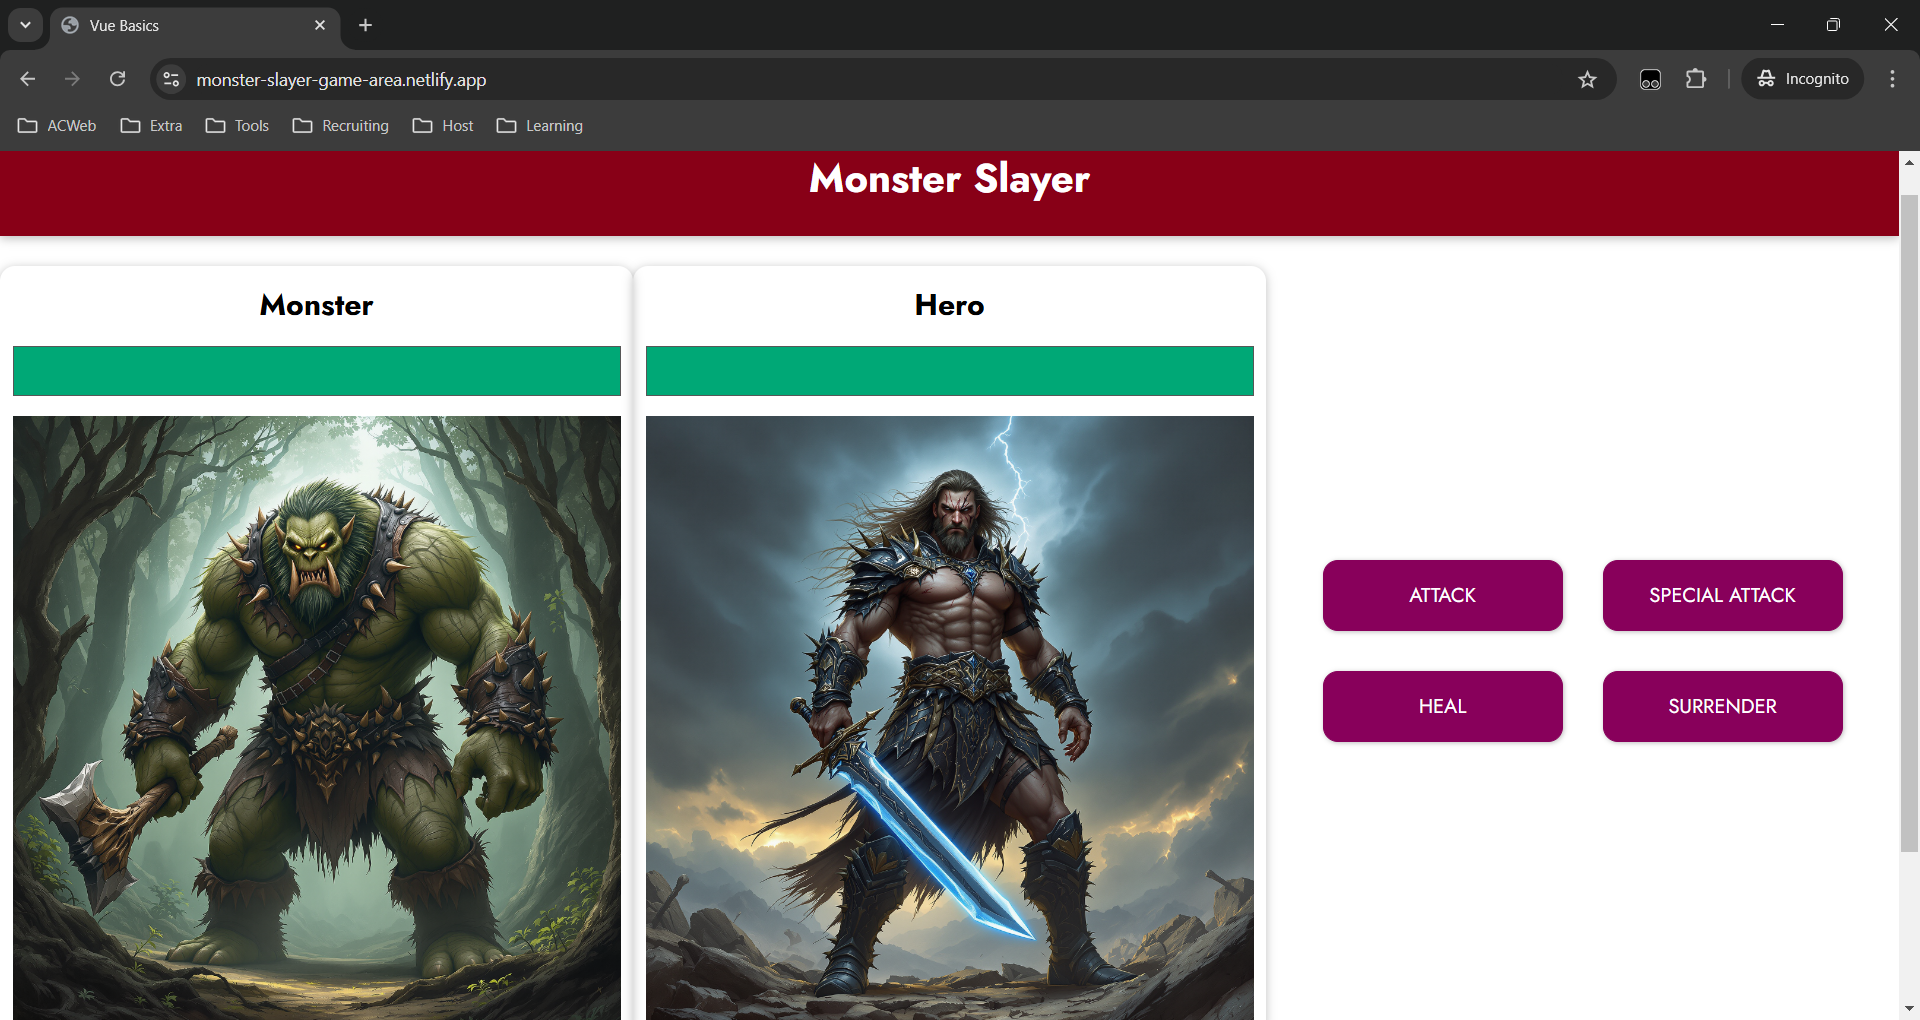 Vue Basics
monster-slayer-game-area.netlify.app
Incognito
ACWeb
Extra
Tools
Recruiting
Host
Learning
Monster Slayer
Monster
Hero
ATTACK
SPECIAL ATTACK
HEAL
SURRENDER